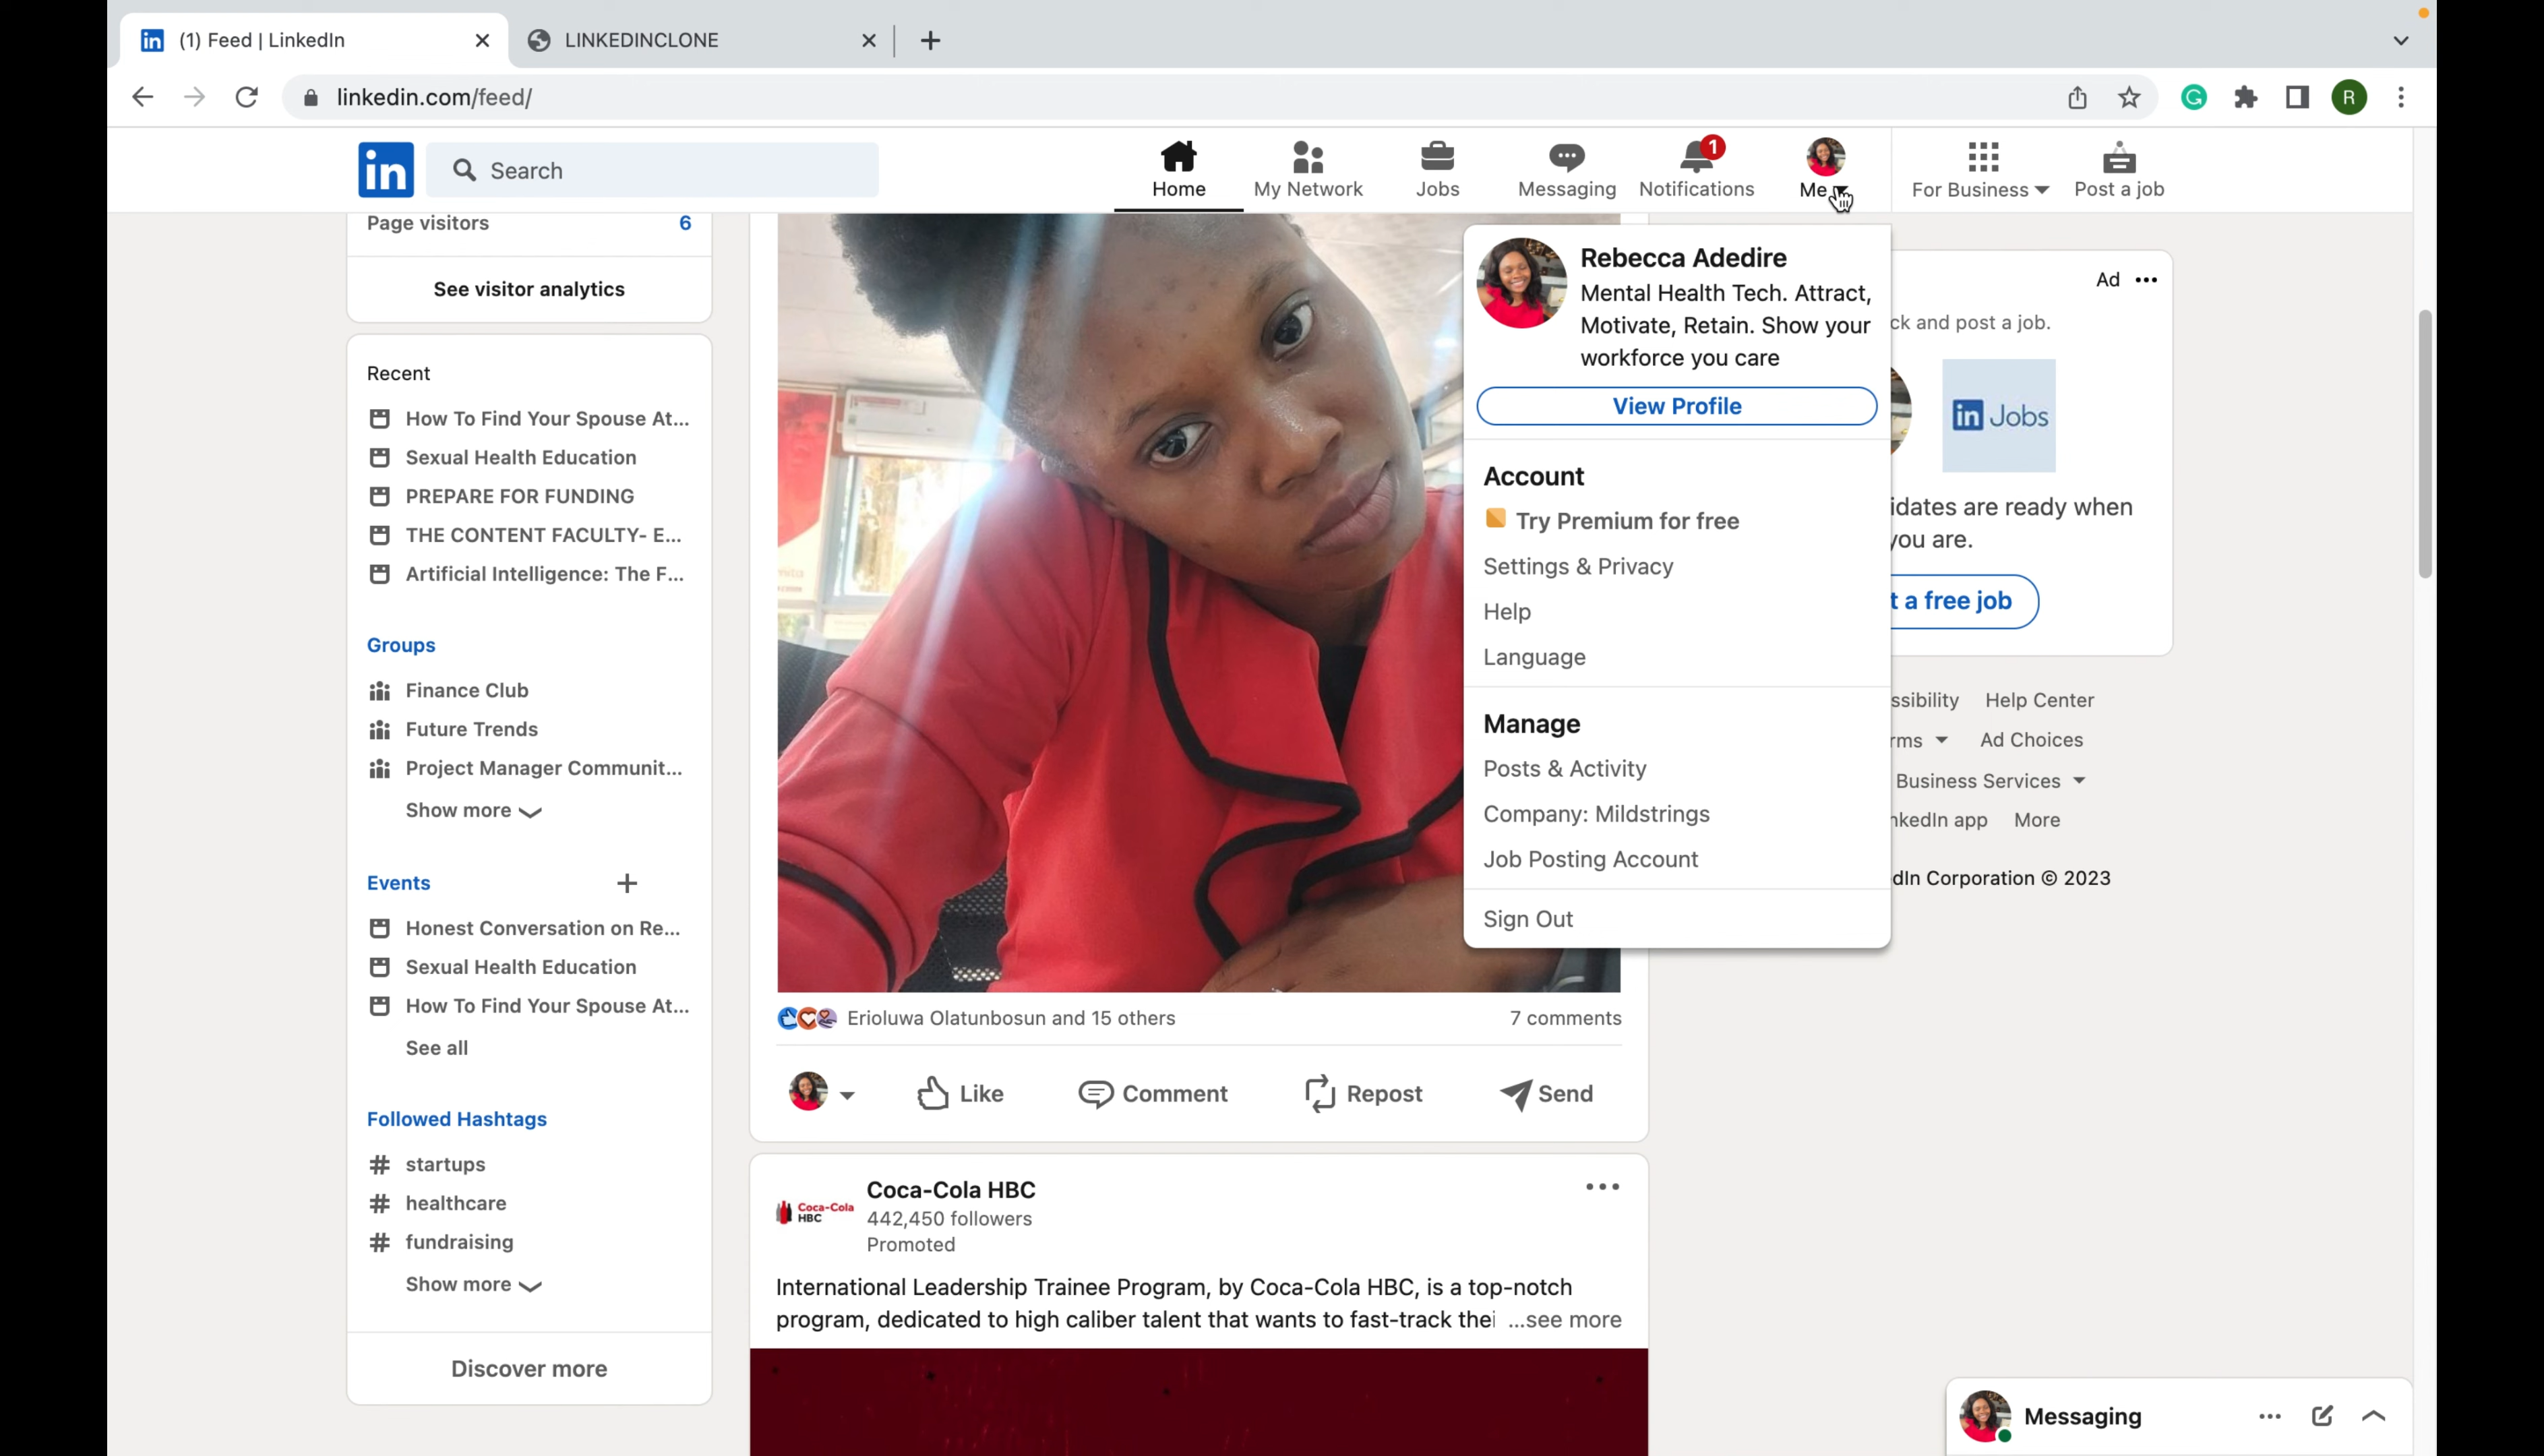 (1) Feed | LinkedIn
LINKEDINCLONE
linkedin.com/feed/
R
in
Search
Home
My Network
Jobs
Messaging
1
Notifications
Me
For Business
Post a job
Page visitors
6
See visitor analytics
Recent
How To Find Your Spouse At...
Sexual Health Education
PREPARE FOR FUNDING
THE CONTENT FACULTY- E...
Artificial Intelligence: The F...
Groups
Finance Club
Future Trends
Project Manager Communit...
Show more
Events
Honest Conversation on Re...
Sexual Health Education
How To Find Your Spouse At...
See all
Followed Hashtags
# startups
# healthcare
# fundraising
Show more
Discover more
Erioluwa Olatunbosun and 15 others
7 comments
Like
Comment
Repost
Send
Coca-Cola
HBC
Coca-Cola HBC
442,450 followers
Promoted
International Leadership Trainee Program, by Coca-Cola HBC, is a top-notch
program, dedicated to high caliber talent that wants to fast-track thei ...see more
Rebecca Adedire
Mental Health Tech. Attract,
Motivate, Retain. Show your
workforce you care
View Profile
Account
Try Premium for free
Settings & Privacy
Help
Language
Manage
Posts & Activity
Company: Mildstrings
Job Posting Account
Sign Out
Ad
ck and post a job.
in Jobs
idates are ready when
you are.
t a free job
ssibility
Help Center
rms
Ad Choices
Business Services
nkedIn app
More
dIn Corporation © 2023
Messaging